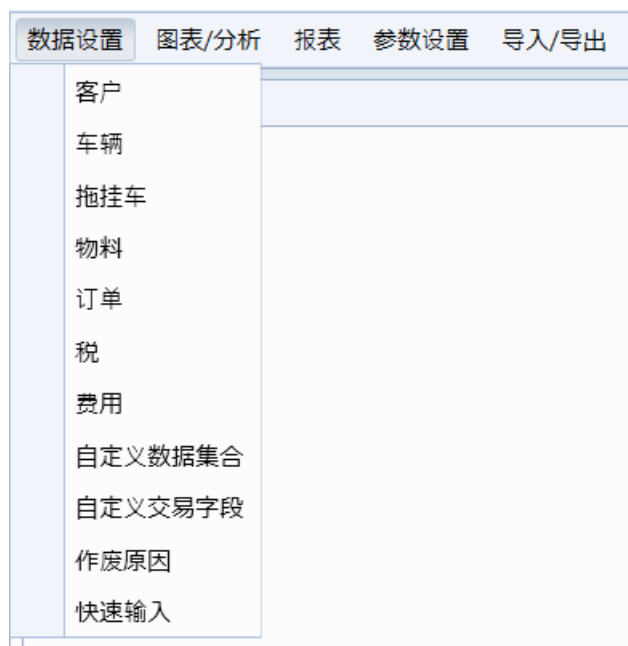 数据设置 图表/分析 报表 参数设置 导入/导出
客户
车辆
拖挂车
物料
订单
税
费用
自定义数据集合
自定义交易字段
作废原因
快速输入